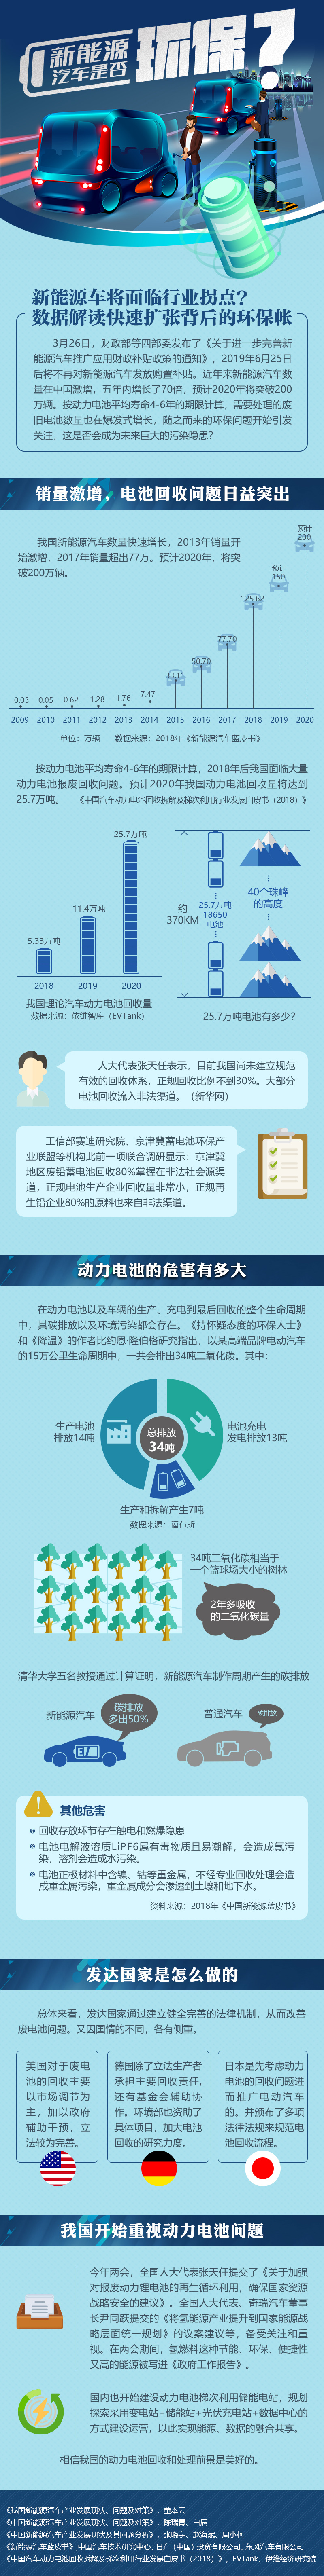 新能源
汽车是否
环保?
新能源车将面临行业拐点?
数据解读快速扩张背后的环保帐
3月26日，财政部等四部委发布了《关于进一步完善新
能源汽车推广应用财政补贴政策的通知》，2019年6月25日
后将不再对新能源汽车发放购置补贴。近年来新能源汽车数
量在中国激增，五年内增长了70倍，预计2020年将突破200
万辆。按动力电池平均寿命4-6年的期限计算，需要处理的废
旧电池数量也在爆发式增长，随之而来的环保问题开始引发
关注，这是否会成为未来巨大的污染隐患?
销量激增，电池回收问题日益突出
我国新能源汽车数量快速增长，2013年销量开
始激增，2017年销量超出77万。预计2020年，将突
破200万辆。
预计
200
预计
150
125.62
77.70
50.70
33.11
0.03 0.05 0.62 1.28 1.76 7.47
2009 2010 2011 2012 2013 2014 2015 2016 2017 2018 2019 2020
单位：万辆 数据来源：2018年《新能源汽车蓝皮书》
按动力电池平均寿命4-6年的期限计算，2018年后我国面临大量
动力电池报废回收问题。预计2020年我国动力电池回收量将达到
25.7万吨。 《中国汽车动力电池回收拆解及梯次利用行业发展白皮书（2018）》
25.7万吨
11.4万吨
5.33万吨
2018 2019 2020
我国理论汽车动力电池回收量
数据来源：依维智库（EVTank）
约
370KM
25.7万吨
18650
电池
40个珠峰
的高度
25.7万吨电池有多少?
人大代表张天任表示，目前我国尚未建立规范
有效的回收体系，正规回收比例不到30%。大部分
电池回收流入非法渠道。（新华网）
工信部赛迪研究院、京津冀蓄电池环保产
业联盟等机构此前一项联合调研显示：京津冀
地区废铅蓄电池回收80%掌握在非法社会源渠
道，正规电池生产企业回收量非常小，正规再
生铅企业80%的原料也来自非法渠道。
动力电池的危害有多大
在动力电池以及车辆的生产、充电到最后回收的整个生命周期
中，其碳排放以及环境污染都会存在。《持怀疑态度的环保人士》
和《降温》的作者比约恩·隆伯格研究指出，以某高端品牌电动汽车
的15万公里生命周期中，一共会排出34吨二氧化碳。其中：
生产电池
排放14吨
总排放
34吨
电池充电
发电排放13吨
生产和拆解产生7吨
数据来源：福布斯
34吨二氧化碳相当于
一个篮球场大小的树林
2年多吸收
的二氧化碳量
清华大学五名教授通过计算证明，新能源汽车制作周期产生的碳排放
新能源汽车
碳排放
多出50%
普通汽车
碳排放
其他危害
回收存放环节存在触电和燃爆隐患
电池电解液溶质LiPF6属有毒物质且易潮解，会造成氟污
染，溶剂会造成水污染。
电池正极材料中含镍、钴等重金属，不经专业回收处理会造
成重金属污染，重金属成分会渗透到土壤和地下水。
资料来源：2018年《中国新能源蓝皮书》
发达国家是怎么做的
总体来看，发达国家通过建立健全完善的法律机制，从而改善
废电池问题。又因国情的不同，各有侧重。
美国对于废电
池的回收主要
以市场调节为
主，加以政府
辅助干预，立
法较为完善。
德国除了立法生产者
承担主要回收责任，
还有基金会辅助协
作。环境部也资助了
具体项目，加大电池
回收的研究力度。
日本是先考虑动力
电池的回收问题进
而推广电动汽车
的。并颁布了多项
法律法规来规范电
池回收流程。
我国开始重视动力电池问题
今年两会，全国人大代表张天任提交了《关于加强
对报废动力锂电池的再生循环利用，确保国家资源
战略安全的建议》。全国人大代表、奇瑞汽车董事
长尹同跃提交的《将氢能源产业提升到国家能源战
略层面统一规划》的议案建议等，备受关注和重
视。在两会期间，氢燃料这种节能、环保、便捷性
又高的能源被写进《政府工作报告》。
国内也开始建设动力电池梯次利用储能电站，规划
探索采用变电站+储能站+光伏充电站+数据中心的
方式建设运营，以此实现能源、数据的融合共享。
相信我国的动力电池回收和处理前景是美好的。
《我国新能源汽车产业发展现状、问题及对策》，董本云
《中国新能源汽车产业发展现状、问题及对策》，陈瑞青、白辰
《中国新能源汽车产业发展现状及其问题分析》，张晓宇、赵海斌、周小柯
《新能源汽车蓝皮书》,中国汽车技术研究中心、日产（中国）投资有限公司、东风汽车有限公司
《中国汽车动力电池回收拆解及梯次利用行业发展白皮书（2018）》，EVTank、伊维经济研究院